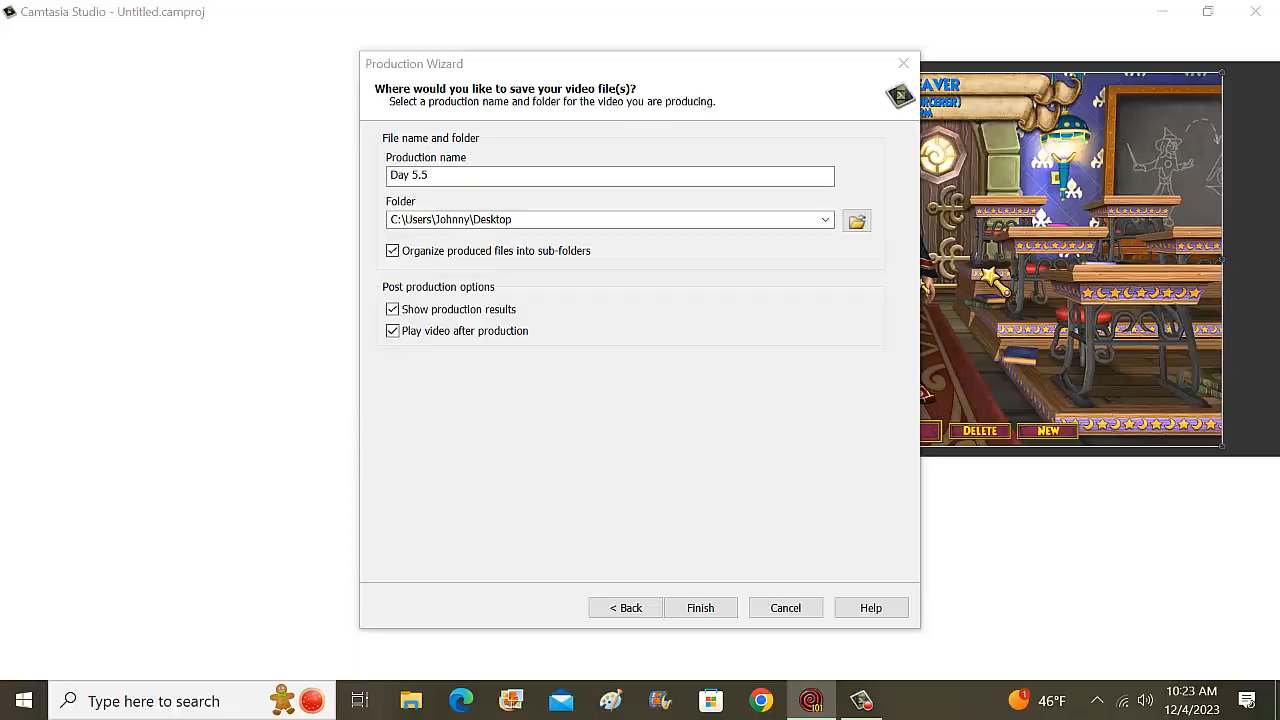 Camtasia Studio - Untitled.camproj
Production Wizard
Where would you like to save your video file(s)?
Select a production name and folder for the video you are producing.
File name and folder
Production name
Day 5.5
Folder
C:\Users\Johnny\Desktop
Organize produced files into sub-folders
Post production options
Show production results
Play video after production
< Back
Finish
Cancel
Help
DELETE
NEW
Type here to search
101
1
46°F
10:23 AM
12/4/2023